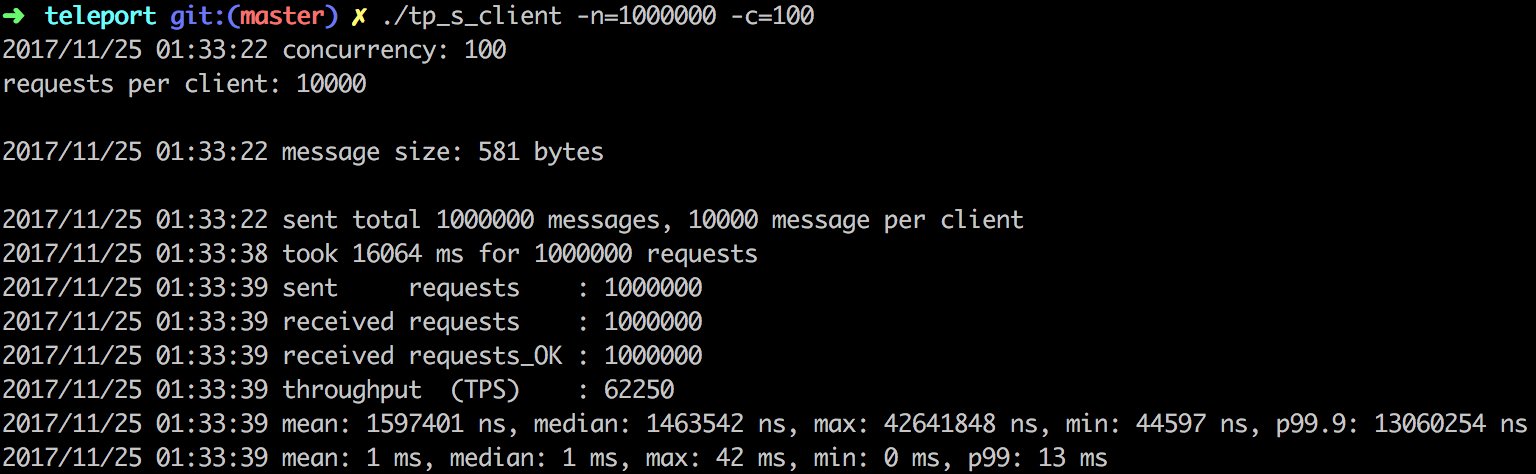 ➜ teleport git:(master) ✗ ./tp_s_client -n=1000000 -c=100
2017/11/25 01:33:22 concurrency: 100
requests per client: 10000
2017/11/25 01:33:22 message size: 581 bytes
2017/11/25 01:33:22 sent total 1000000 messages, 10000 message per client
2017/11/25 01:33:38 took 16064 ms for 1000000 requests
2017/11/25 01:33:39 sent     requests    : 1000000
2017/11/25 01:33:39 received requests    : 1000000
2017/11/25 01:33:39 received requests_OK : 1000000
2017/11/25 01:33:39 throughput  (TPS)    : 62250
2017/11/25 01:33:39 mean: 1597401 ns, median: 1463542 ns, max: 42641848 ns, min: 44597 ns, p99.9: 13060254 ns
2017/11/25 01:33:39 mean: 1 ms, median: 1 ms, max: 42 ms, min: 0 ms, p99: 13 ms